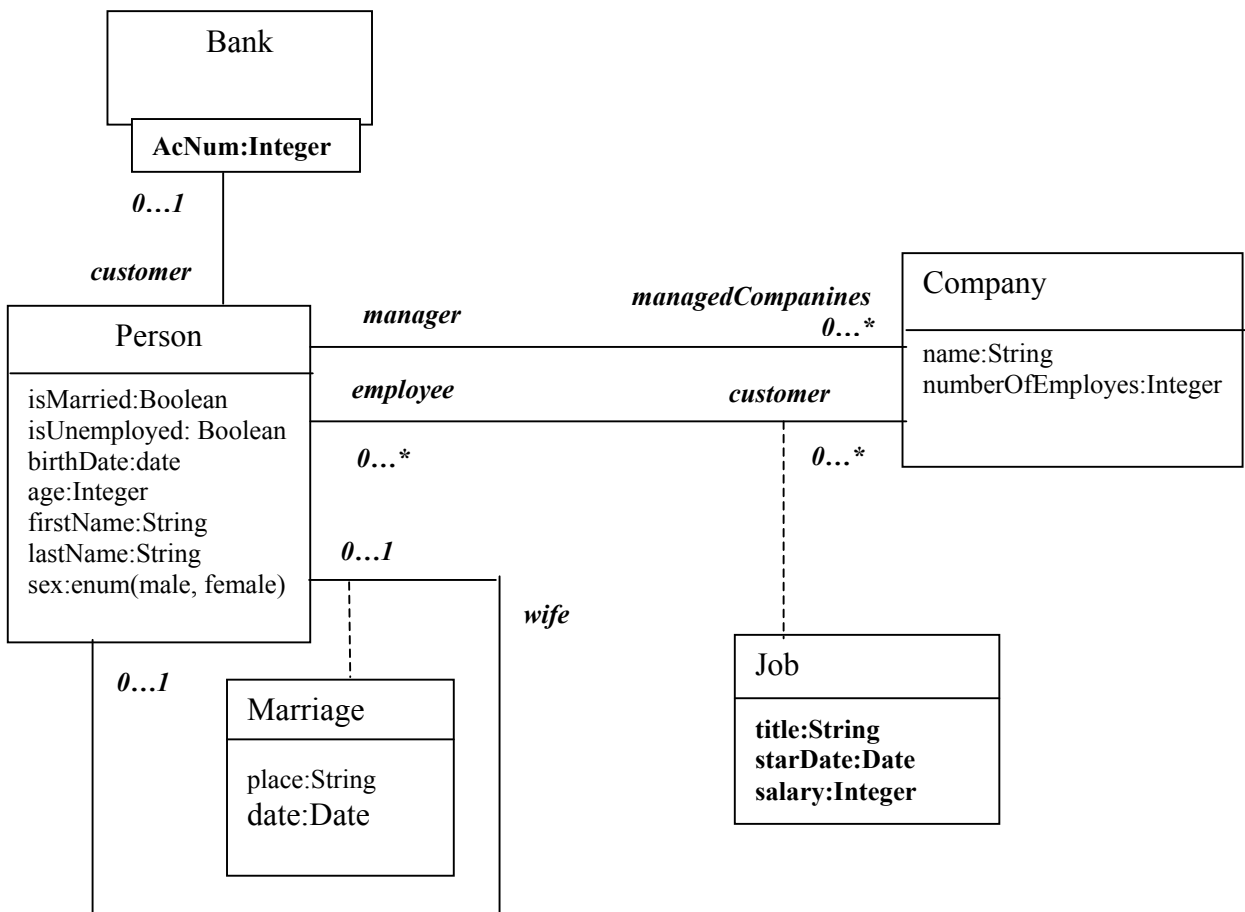 Bank
AcNum:Integer
0…1
customer
Person
isMarried:Boolean
isUnemployed: Boolean
birthDate:date
age:Integer
firstName:String
lastName:String
sex:enum(male, female)
manager
managedCompanines
0…*
employee
customer
0…*
0…*
Company
name:String
numberOfEmployes:Integer
0…1
wife
0…1
Marriage
place:String
date:Date
Job
title:String
starDate:Date
salary:Integer